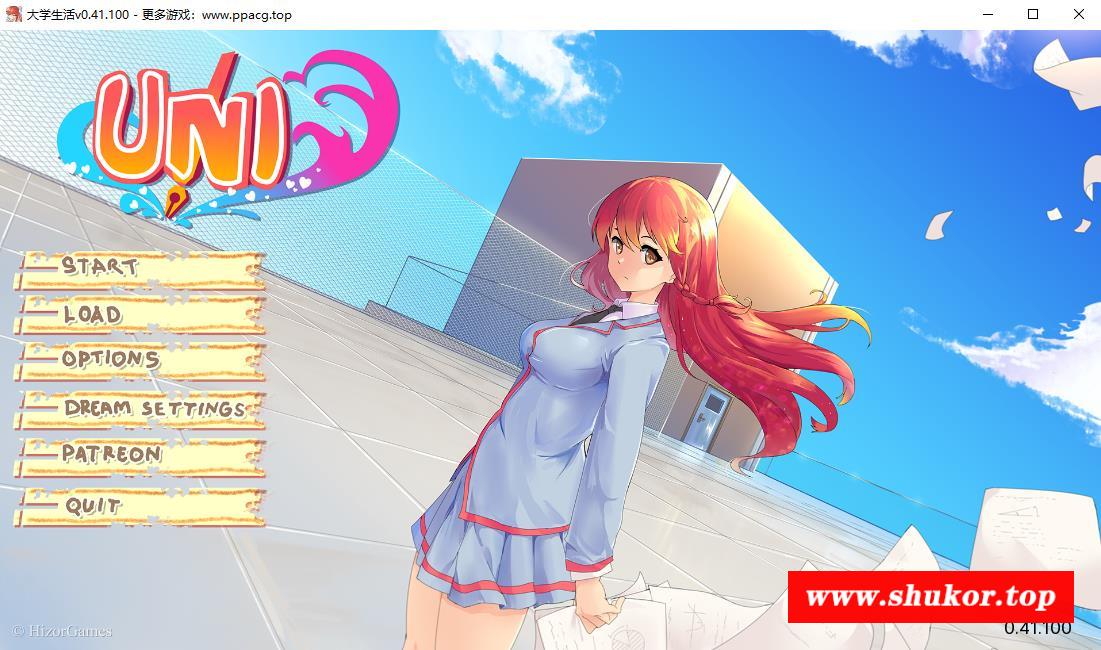 大学生活v0.41.100 - 更多游戏：www.ppacg.top
UNI
START
LOAD
OPTIONS
DREAM SETTINGS
PATREON
QUIT
www.shukor.top
0.41.100
© HizorGames